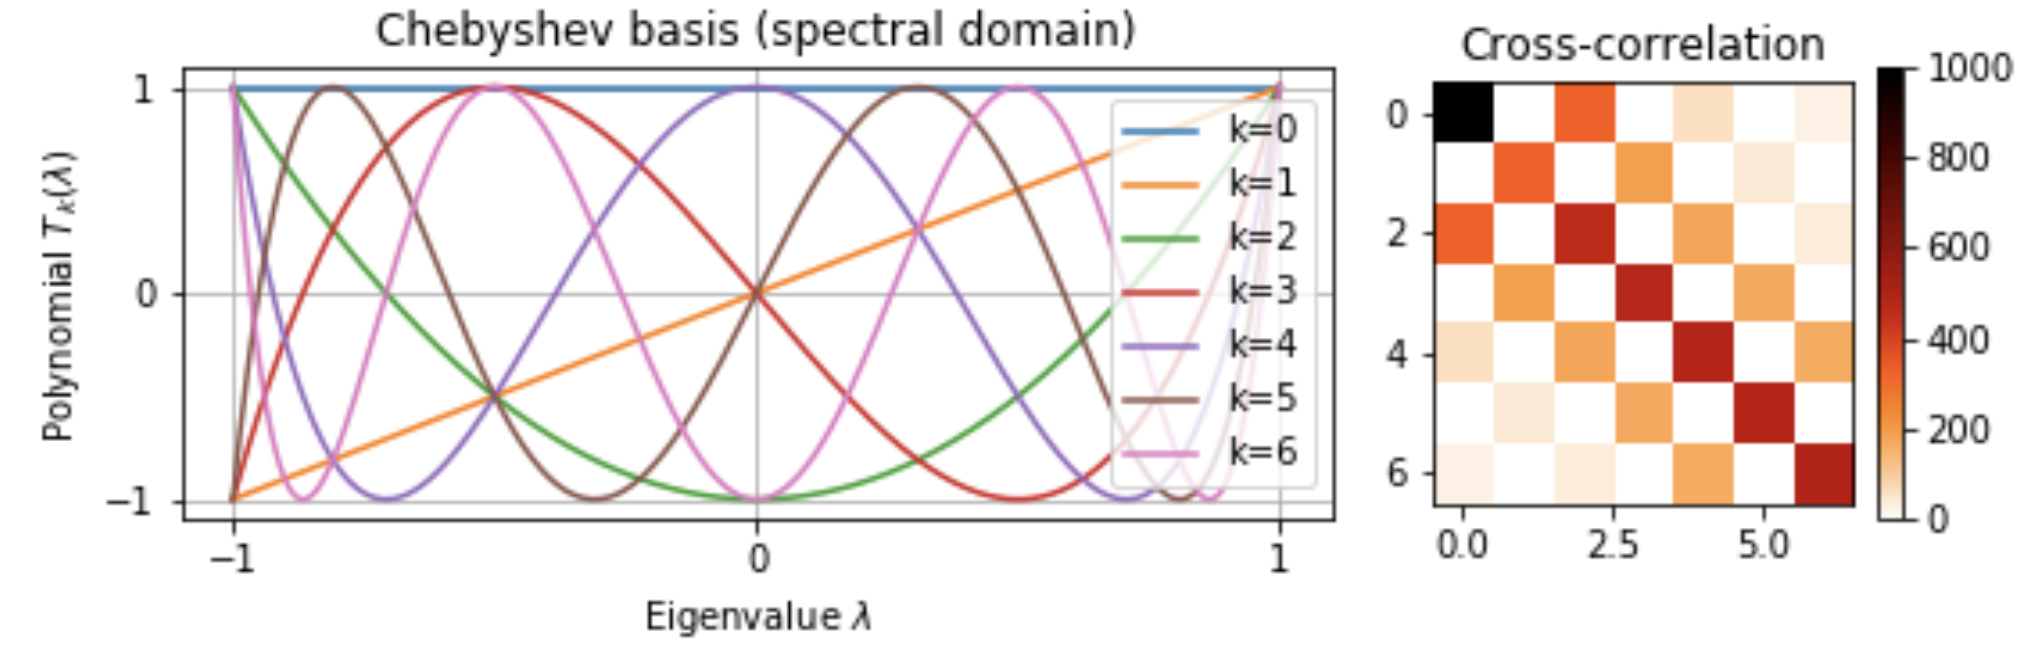 Chebyshev basis (spectral domain)
Polynomial Tₖ(λ)
1
0
−1
−1
0
1
Eigenvalue λ
k=0
k=1
k=2
k=3
k=4
k=5
k=6
Cross-correlation
0
2
4
6
0.0
2.5
5.0
1000
800
600
400
200
0